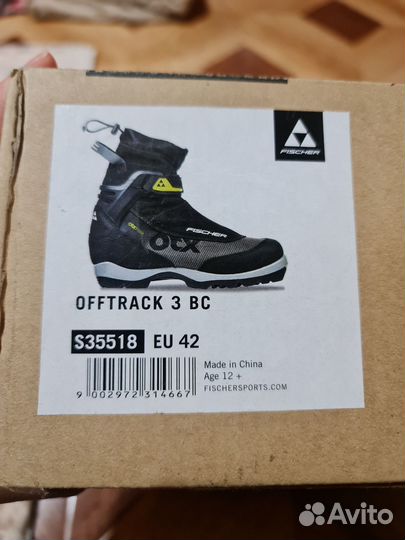 FISCHER
FISCHER
OTX
OFFTRACK 3 BC
S35518 EU 42
Made in China
Age 12 +
FISCHERSPORTS.COM
9 002972 314667
Avito